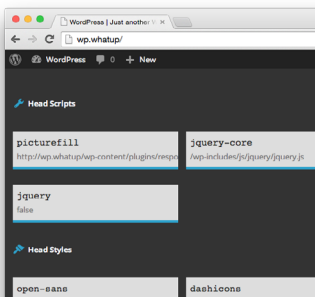 WordPress | Just another W
wp.whatup/
WordPress 0 + New
Head Scripts
picturefill
http://wp.whatup/wp-content/plugins/respo
jquery-core
/wp-includes/js/jquery/jquery.js
jquery
false
Head Styles
open-sans
dashicons